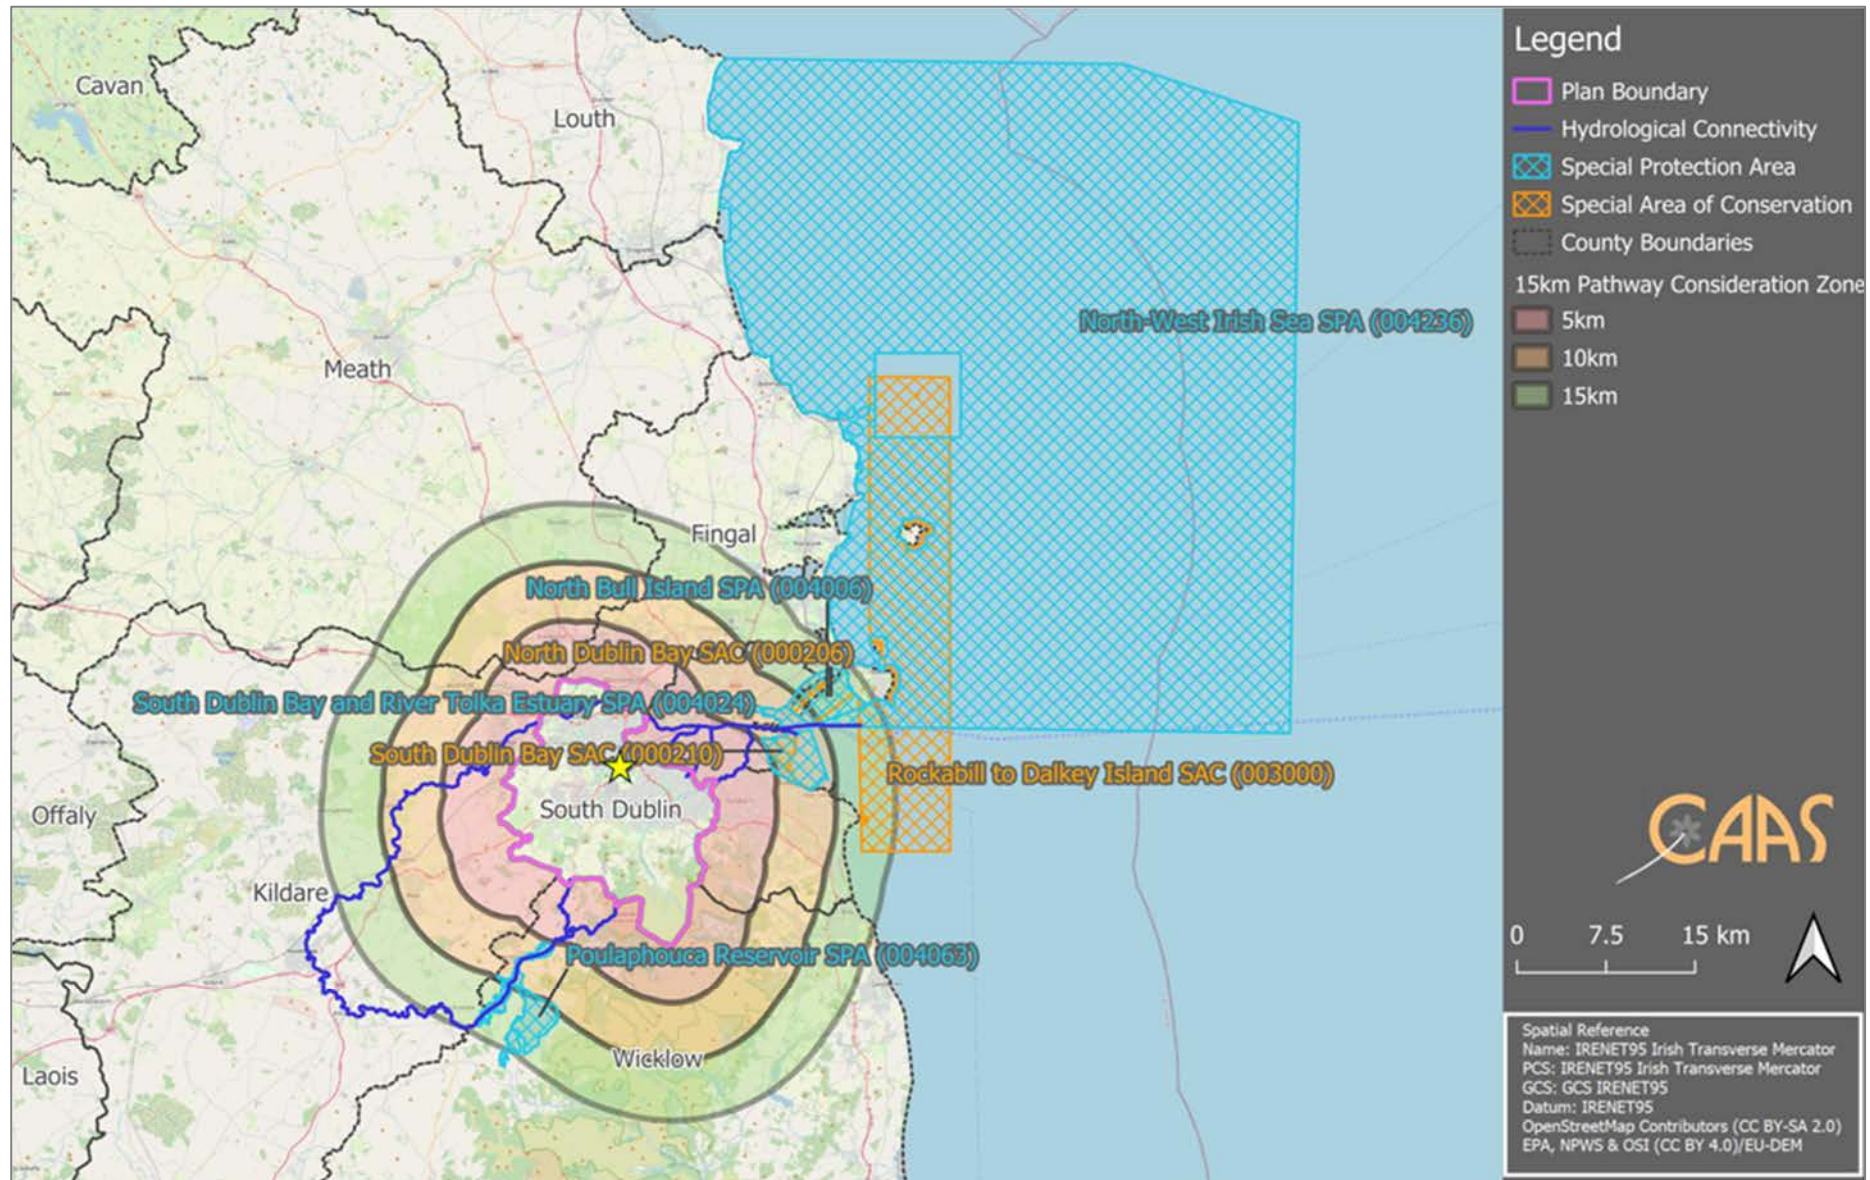 Cavan
Louth
North-West Irish Sea SPA (004236)
Meath
Fingal
North Bull Island SPA (004006)
North Dublin Bay SAC (000206)
South Dublin Bay and River Tolka Estuary SPA (004024)
South Dublin Bay SAC (000210)
Rockabill to Dalkey Island SAC (003000)
South Dublin
Offaly
Kildare
Poulaphouca Reservoir SPA (004063)
Wicklow
Laois
Legend
Plan Boundary
Hydrological Connectivity
Special Protection Area
Special Area of Conservation
County Boundaries
15km Pathway Consideration Zone
5km
10km
15km
CAAS
0 7.5 15 km
Spatial Reference
Name: IRENET95 Irish Transverse Mercator
PCS: IRENET95 Irish Transverse Mercator
GCS: GCS IRENET95
Datum: IRENET95
OpenStreetMap Contributors (CC BY-SA 2.0)
EPA, NPWS & OSI (CC BY 4.0)/EU-DEM